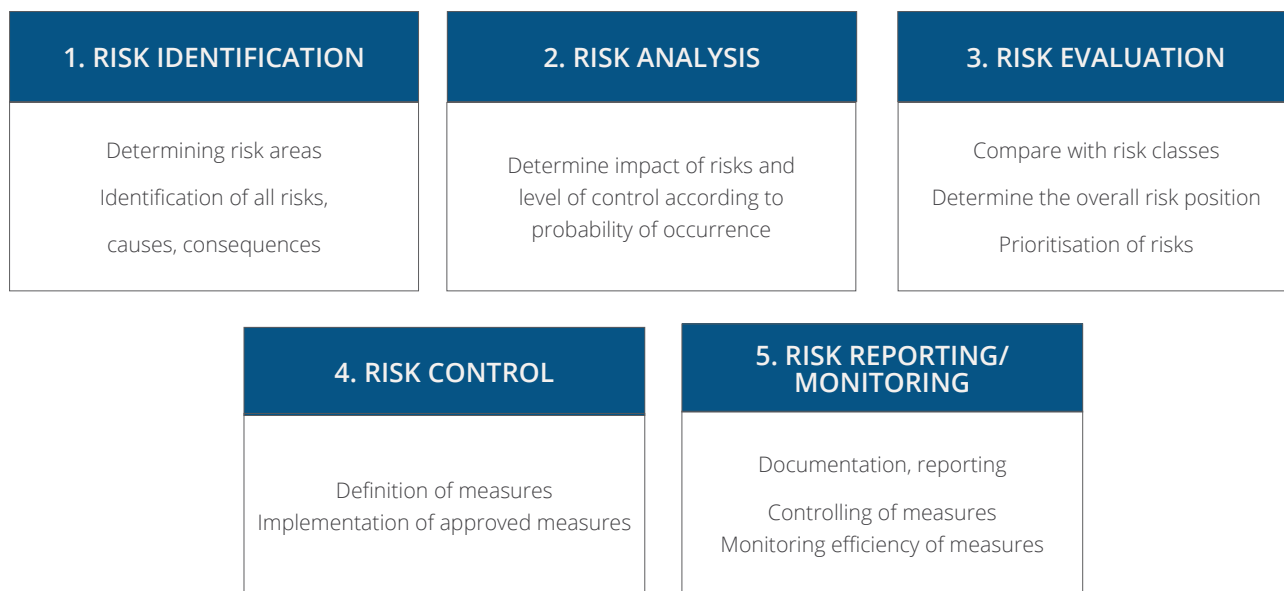 1. RISK IDENTIFICATION
Determining risk areas
Identification of all risks,
causes, consequences
2. RISK ANALYSIS
Determine impact of risks and
level of control according to
probability of occurrence
3. RISK EVALUATION
Compare with risk classes
Determine the overall risk position
Prioritisation of risks
4. RISK CONTROL
Definition of measures
Implementation of approved measures
5. RISK REPORTING/
MONITORING
Documentation, reporting
Controlling of measures
Monitoring efficiency of measures